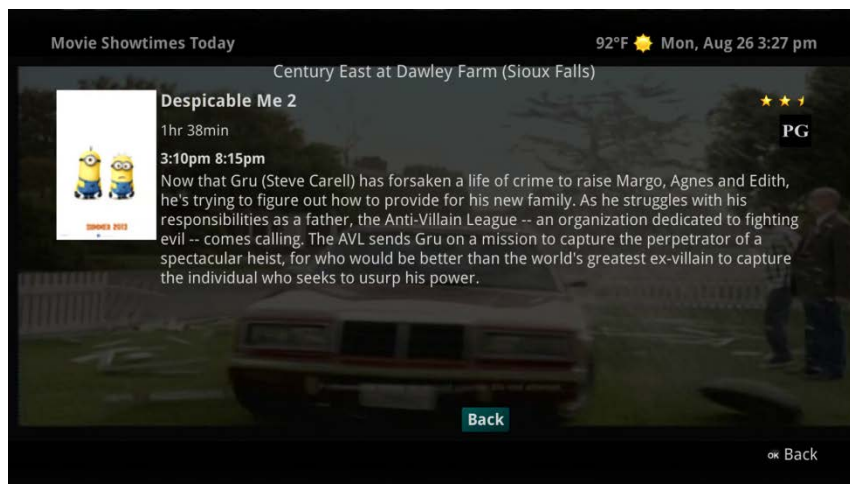 Movie Showtimes Today
92°F Mon, Aug 26 3:27 pm
Century East at Dawley Farm (Sioux Falls)
Despicable Me 2
1hr 38min
PG
3:10pm 8:15pm
Now that Gru (Steve Carell) has forsaken a life of crime to raise Margo, Agnes and Edith,
he's trying to figure out how to provide for his new family. As he struggles with his
responsibilities as a father, the Anti-Villain League -- an organization dedicated to fighting
evil -- comes calling. The AVL sends Gru on a mission to capture the perpetrator of a
spectacular heist, for who would be better than the world's greatest ex-villain to capture
the individual who seeks to usurp his power.
SUMMER 2013
Back
OK Back